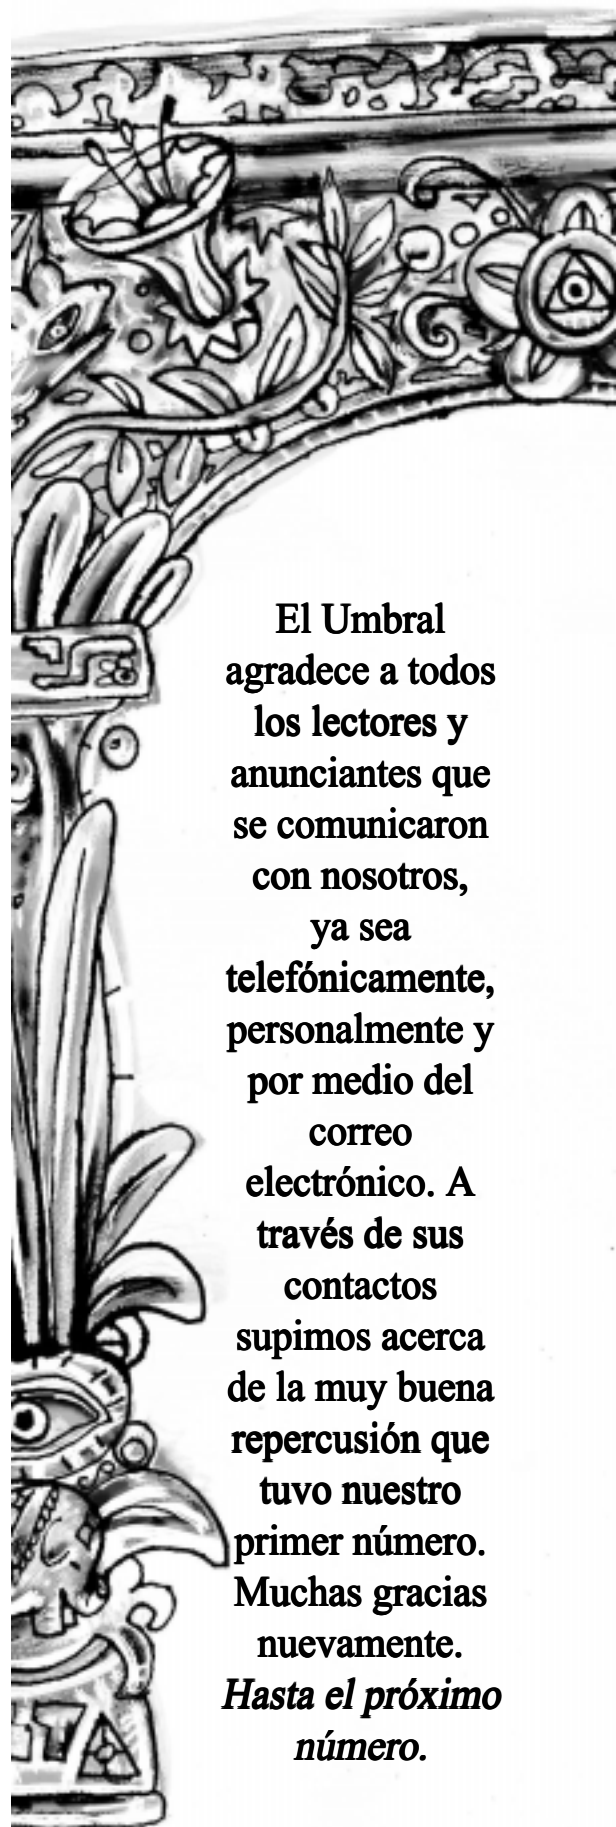 El Umbral
agradece a todos
los lectores y
anunciantes que
se comunicaron
con nosotros,
ya sea
telefónicamente,
personalmente y
por medio del
correo
electrónico. A
través de sus
contactos
supimos acerca
de la muy buena
repercusión que
tuvo nuestro
primer número.
Muchas gracias
nuevamente.
Hasta el próximo
número.